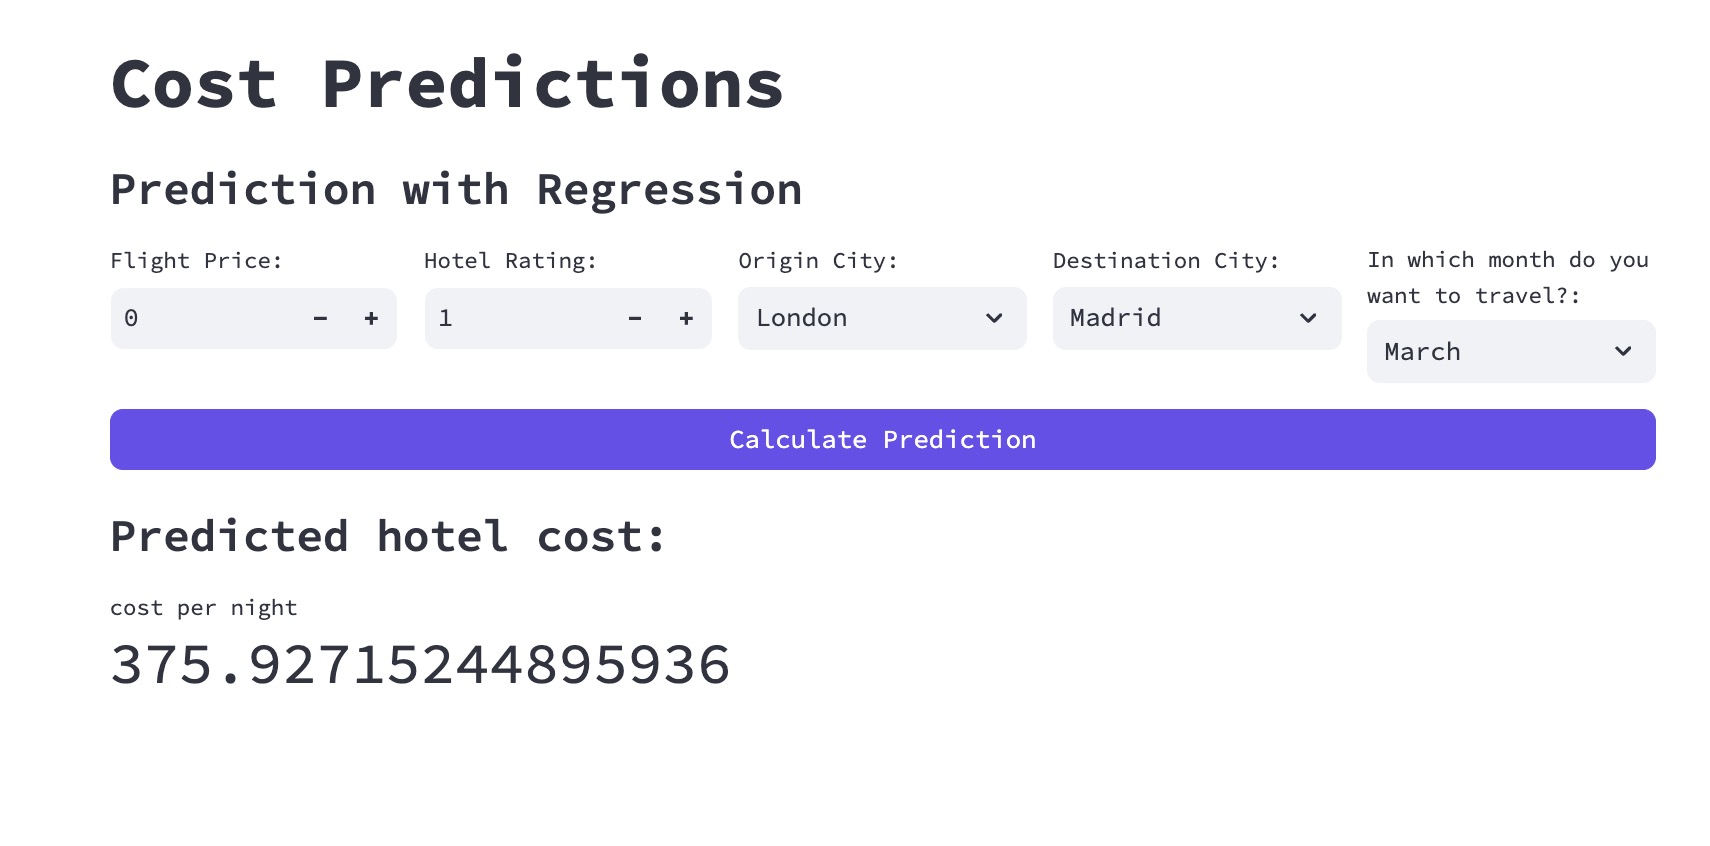 Cost Predictions
Prediction with Regression
Flight Price:
0 - +
Hotel Rating:
1 - +
Origin City:
London
Destination City:
Madrid
In which month do you
want to travel?:
March
Calculate Prediction
Predicted hotel cost:
cost per night
375.92715244895936